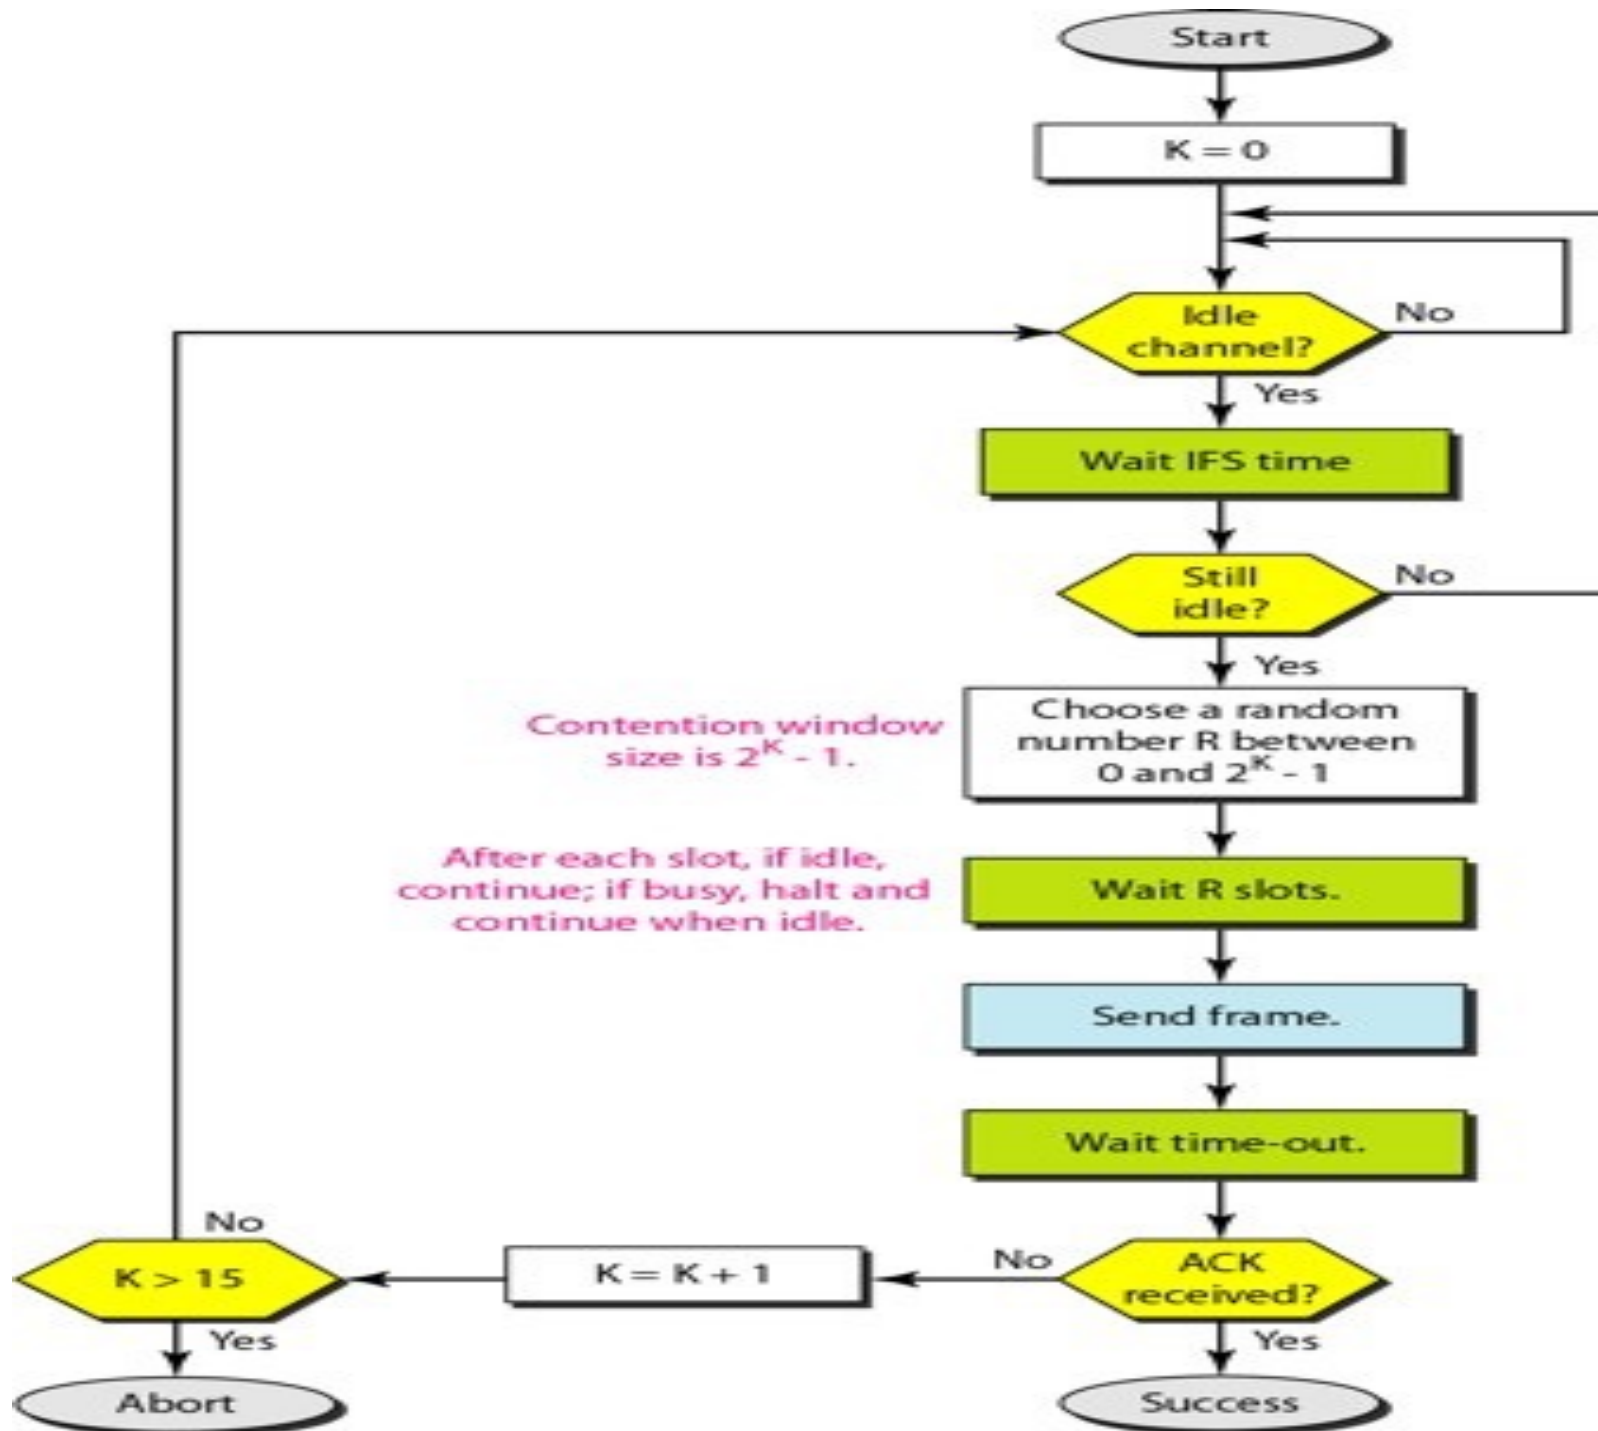 Start
K = 0
Idle
channel?
No
Yes
Wait IFS time
Still
idle?
No
Yes
Contention window
size is 2^K - 1.
Choose a random
number R between
0 and 2^K - 1
After each slot, if idle,
continue; if busy, halt and
continue when idle.
Wait R slots.
Send frame.
Wait time-out.
ACK
received?
No
K = K + 1
K > 15
No
Yes
Yes
Abort
Success